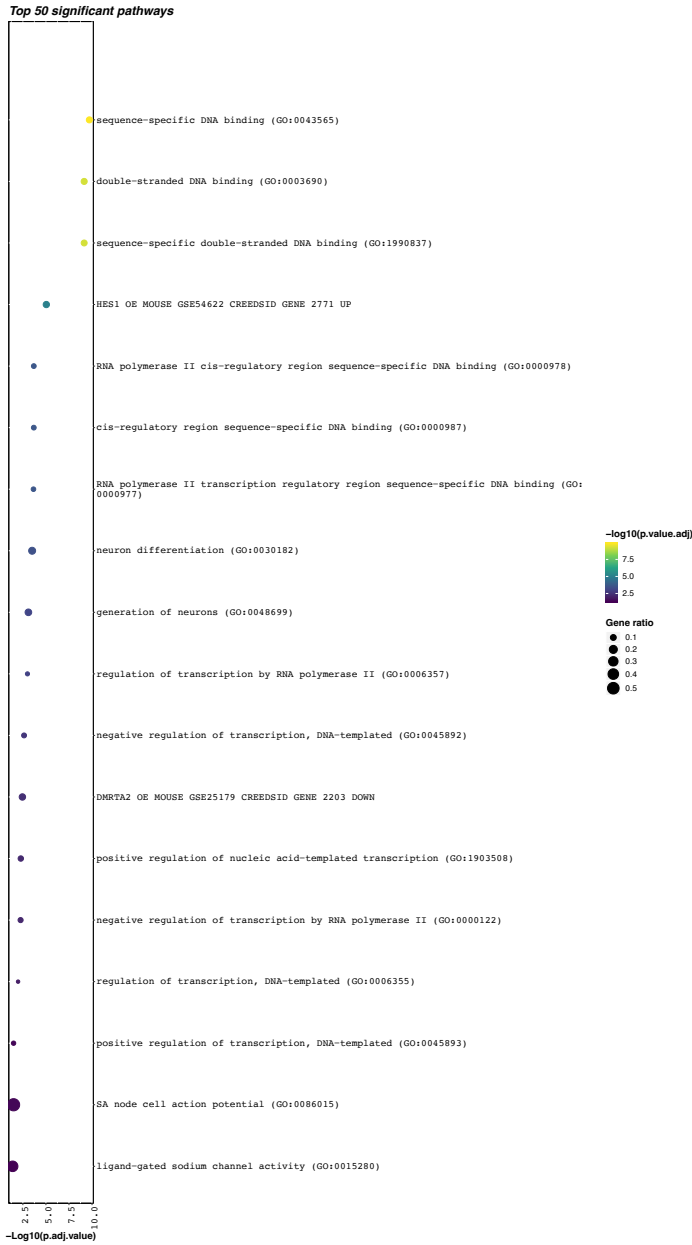 Top 50 significant pathways
sequence-specific DNA binding (GO:0043565)
double-stranded DNA binding (GO:0003690)
sequence-specific double-stranded DNA binding (GO:1990837)
HES1 OE MOUSE GSE54622 CREEDSID GENE 2771 UP
RNA polymerase II cis-regulatory region sequence-specific DNA binding (GO:0000978)
cis-regulatory region sequence-specific DNA binding (GO:0000987)
RNA polymerase II transcription regulatory region sequence-specific DNA binding (GO:
0000977)
neuron differentiation (GO:0030182)
generation of neurons (GO:0048699)
regulation of transcription by RNA polymerase II (GO:0006357)
negative regulation of transcription, DNA-templated (GO:0045892)
DMRTA2 OE MOUSE GSE25179 CREEDSID GENE 2203 DOWN
positive regulation of nucleic acid-templated transcription (GO:1903508)
negative regulation of transcription by RNA polymerase II (GO:0000122)
regulation of transcription, DNA-templated (GO:0006355)
positive regulation of transcription, DNA-templated (GO:0045893)
SA node cell action potential (GO:0086015)
ligand-gated sodium channel activity (GO:0015280)
2.5
5.0
7.5
10.0
-Log10(p.adj.value)
-log10(p.value.adj)
7.5
5.0
2.5
Gene ratio
0.1
0.2
0.3
0.4
0.5